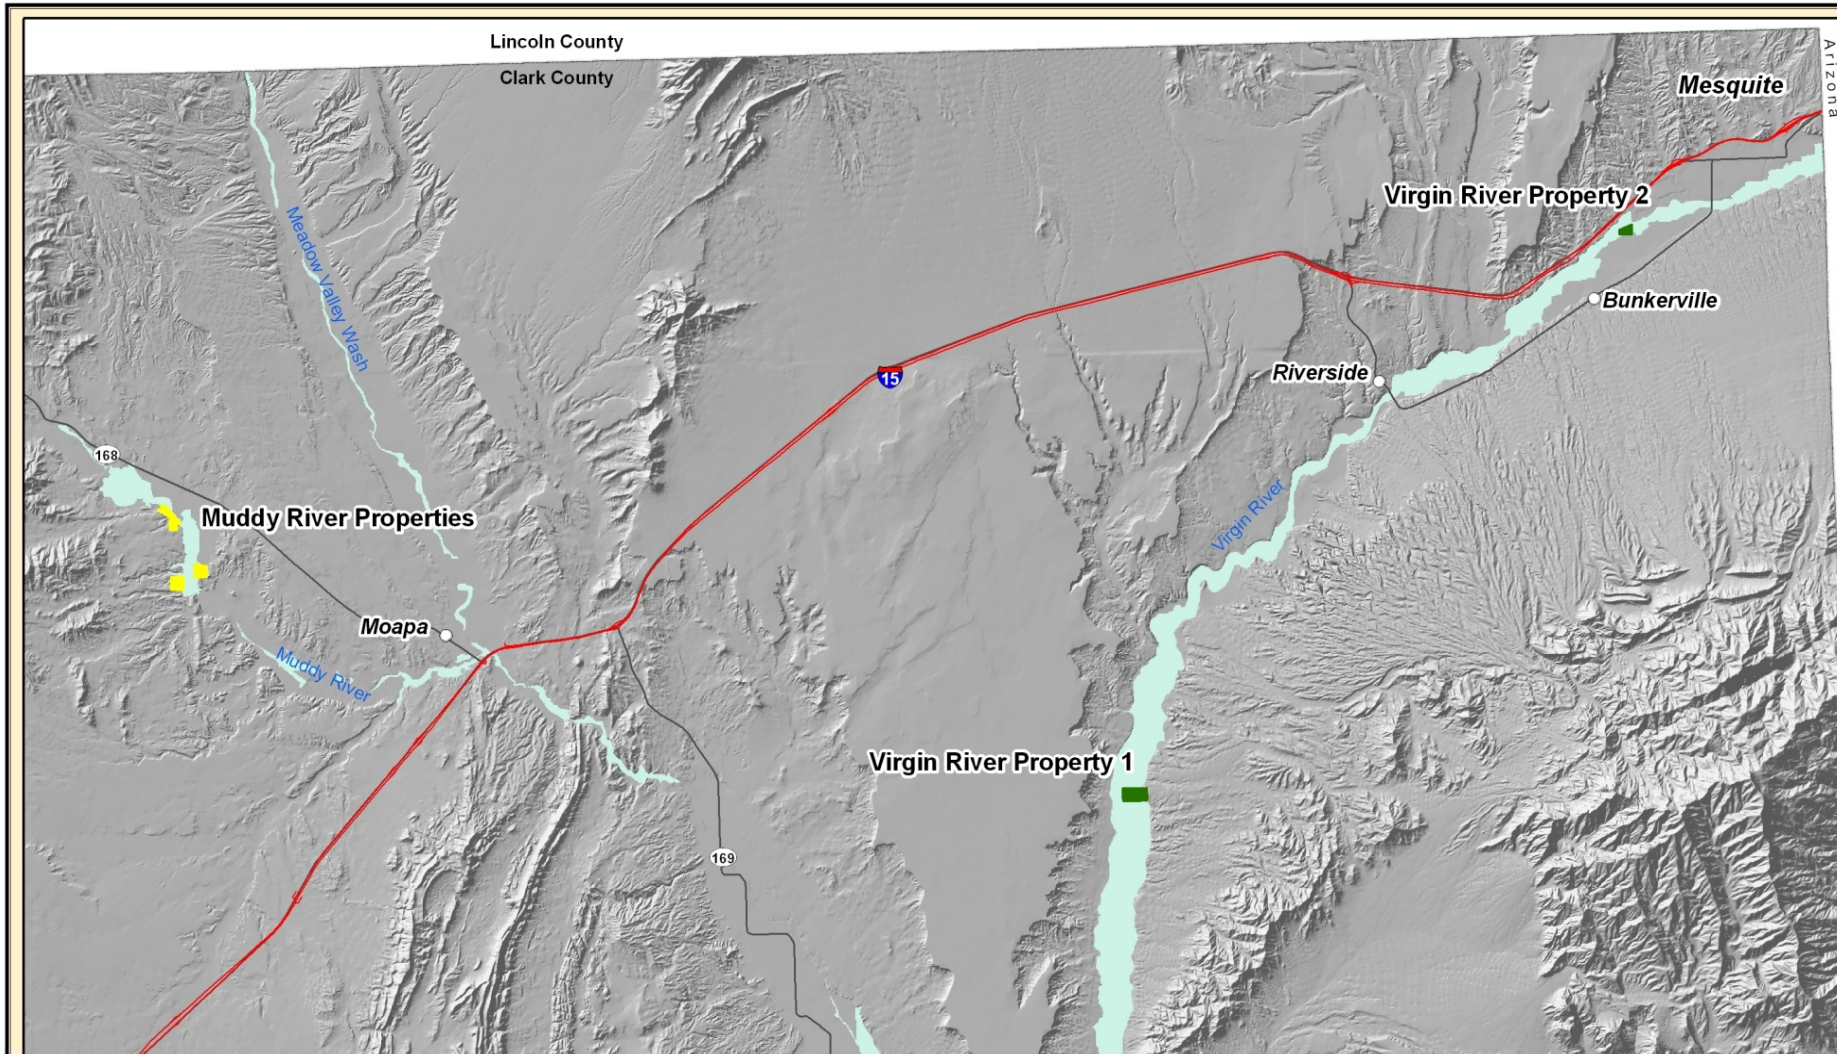 Lincoln County
Clark County
Arizona
Mesquite
Virgin River Property 2
Meadow Valley Wash
Bunkerville
Riverside
15
168
Muddy River Properties
Virgin River
Moapa
Muddy River
Virgin River Property 1
169